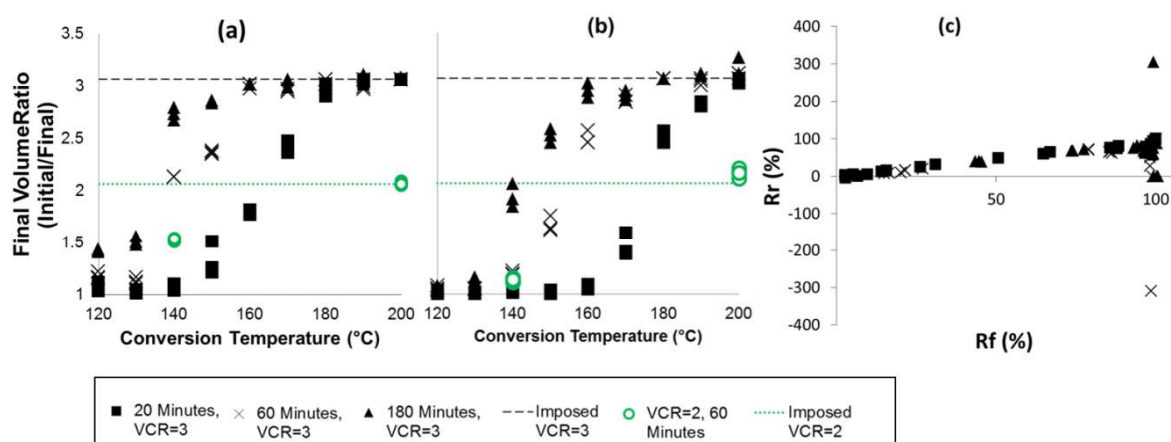 (a)
(b)
(c)
Final VolumeRatio
(Initial/Final)
3.5
3
2.5
2
1.5
1
120 140 160 180 200
Conversion Temperature (°C)
120 140 160 180 200
Conversion Temperature (°C)
Rr (%)
400
300
200
100
0
-100
-200
-300
-400
50 100
Rf (%)
20 Minutes,
VCR=3
60 Minutes,
VCR=3
180 Minutes,
VCR=3
Imposed
VCR=3
VCR=2, 60
Minutes
Imposed
VCR=2